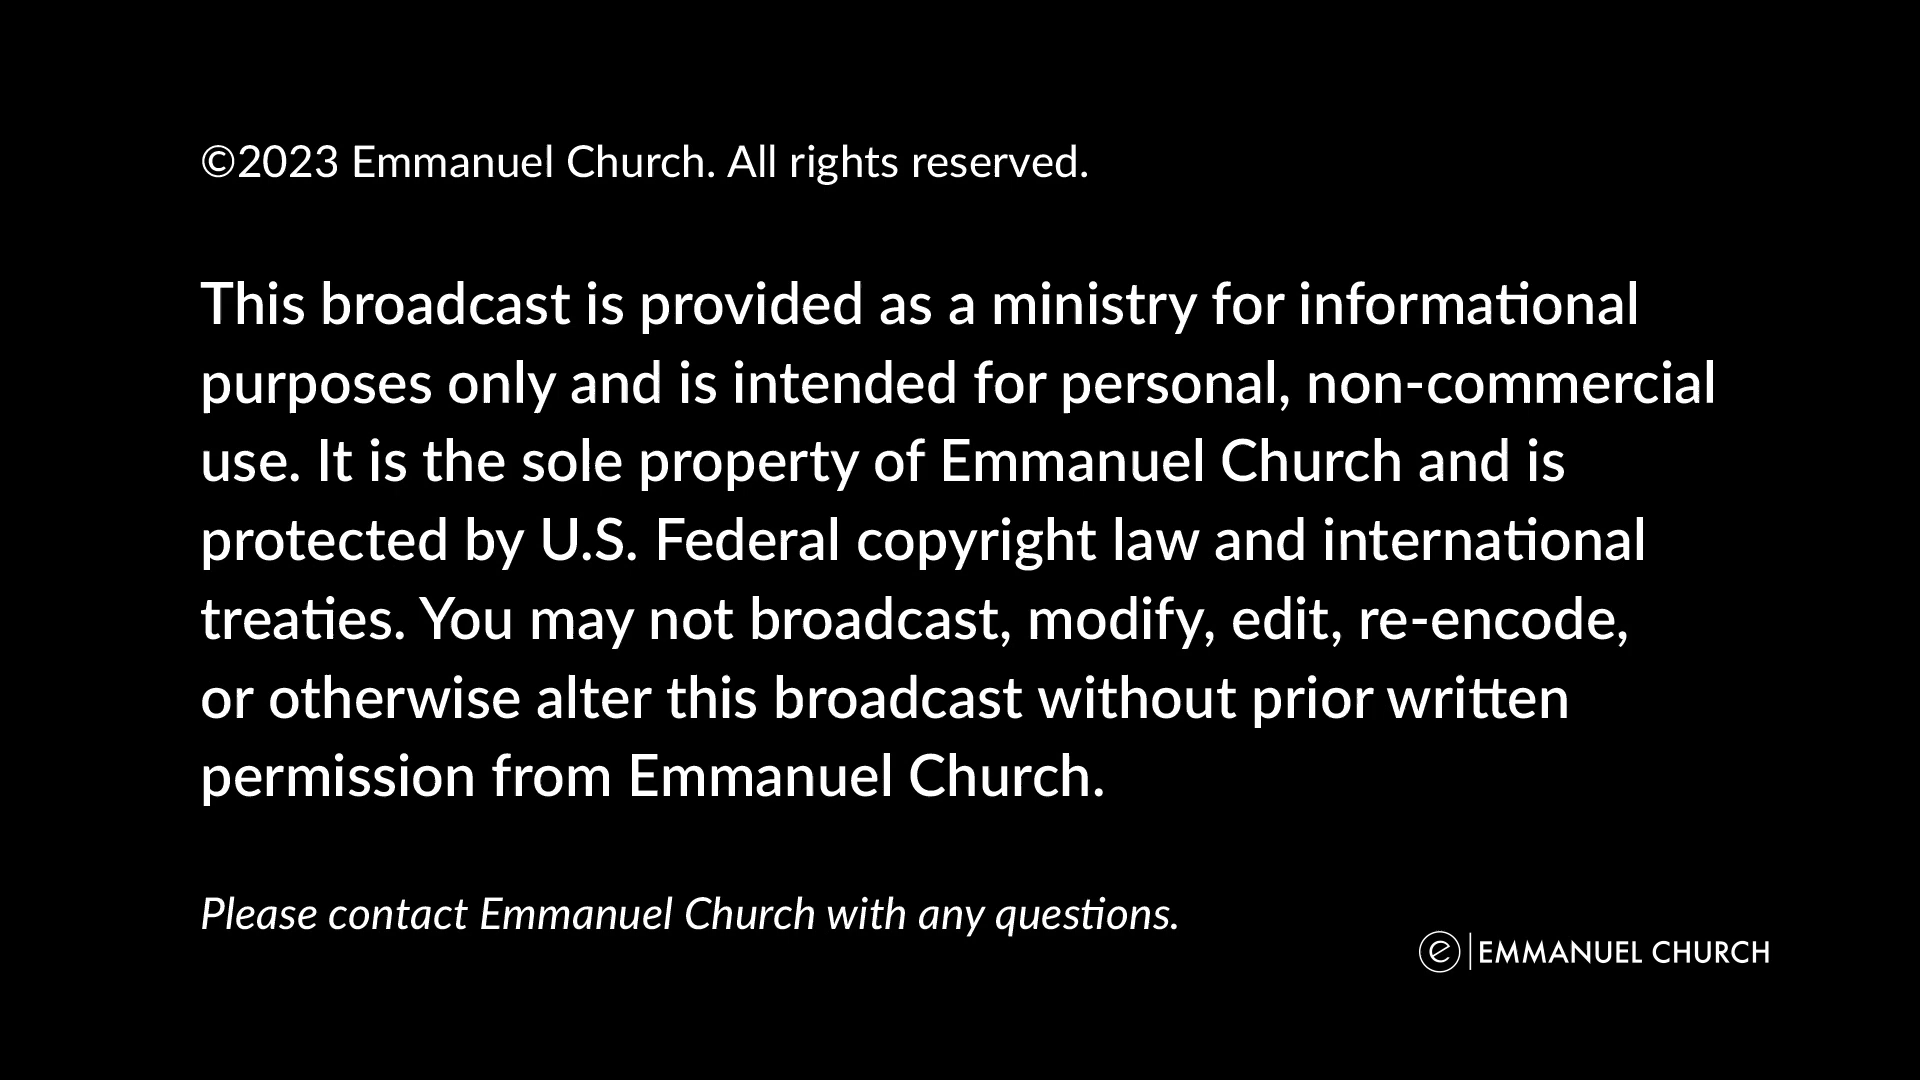 ©2023 Emmanuel Church. All rights reserved.
This broadcast is provided as a ministry for informational
purposes only and is intended for personal, non-commercial
use. It is the sole property of Emmanuel Church and is
protected by U.S. Federal copyright law and international
treaties. You may not broadcast, modify, edit, re-encode,
or otherwise alter this broadcast without prior written
permission from Emmanuel Church.
Please contact Emmanuel Church with any questions.
e | EMMANUEL CHURCH